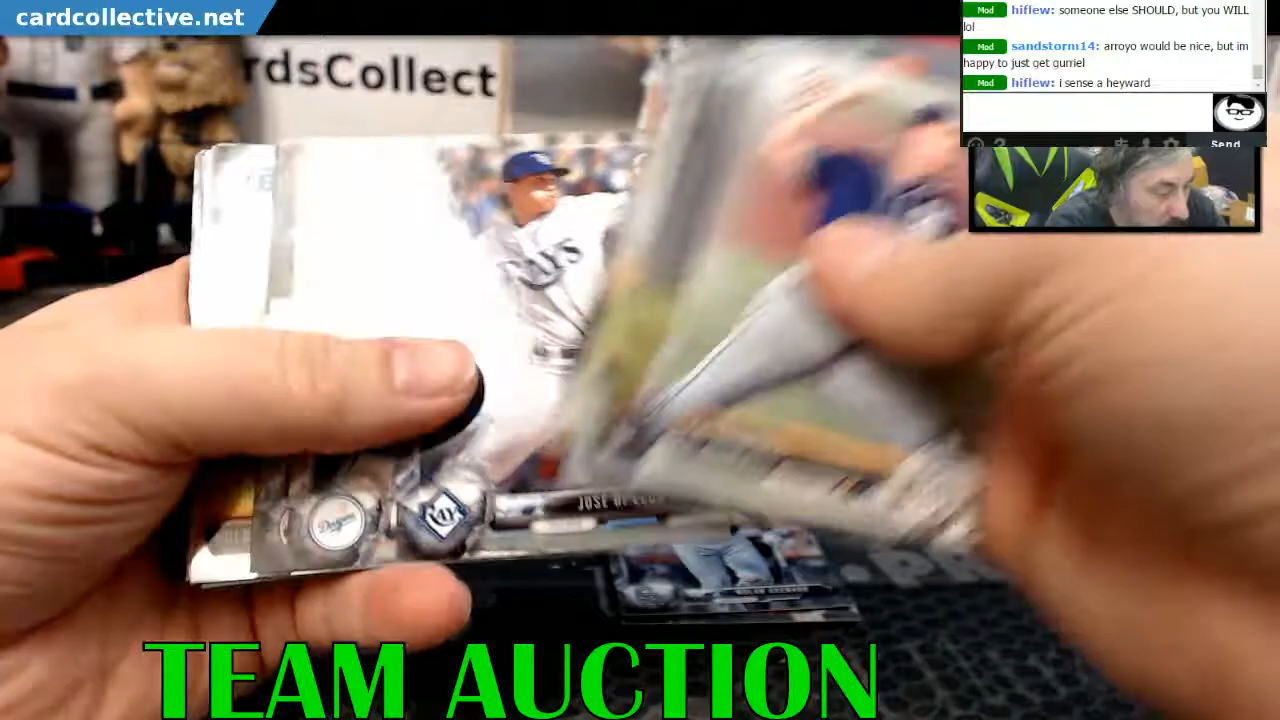 cardcollective.net
rdsCollect
Mod hiflew: someone else SHOULD, but you WILL
lol
Mod sandstorm14: arroyo would be nice, but im
happy to just get gurriel
Mod hiflew: i sense a heyward
Send
Rays
JOSE DE LEON
TEAM AUCTION